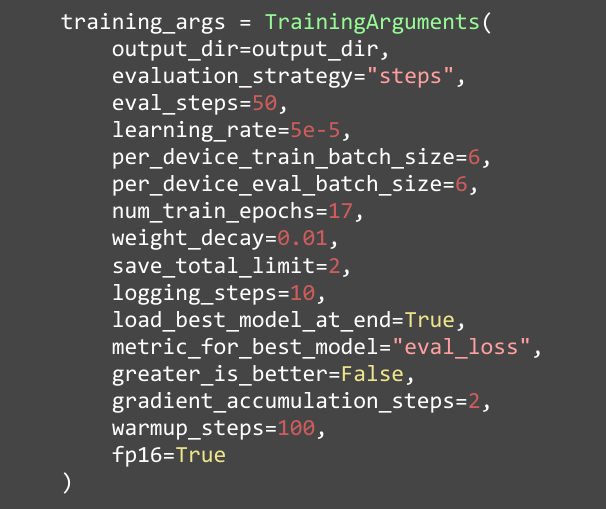 training_args = TrainingArguments(
    output_dir=output_dir,
    evaluation_strategy="steps",
    eval_steps=50,
    learning_rate=5e-5,
    per_device_train_batch_size=6,
    per_device_eval_batch_size=6,
    num_train_epochs=17,
    weight_decay=0.01,
    save_total_limit=2,
    logging_steps=10,
    load_best_model_at_end=True,
    metric_for_best_model="eval_loss",
    greater_is_better=False,
    gradient_accumulation_steps=2,
    warmup_steps=100,
    fp16=True
)